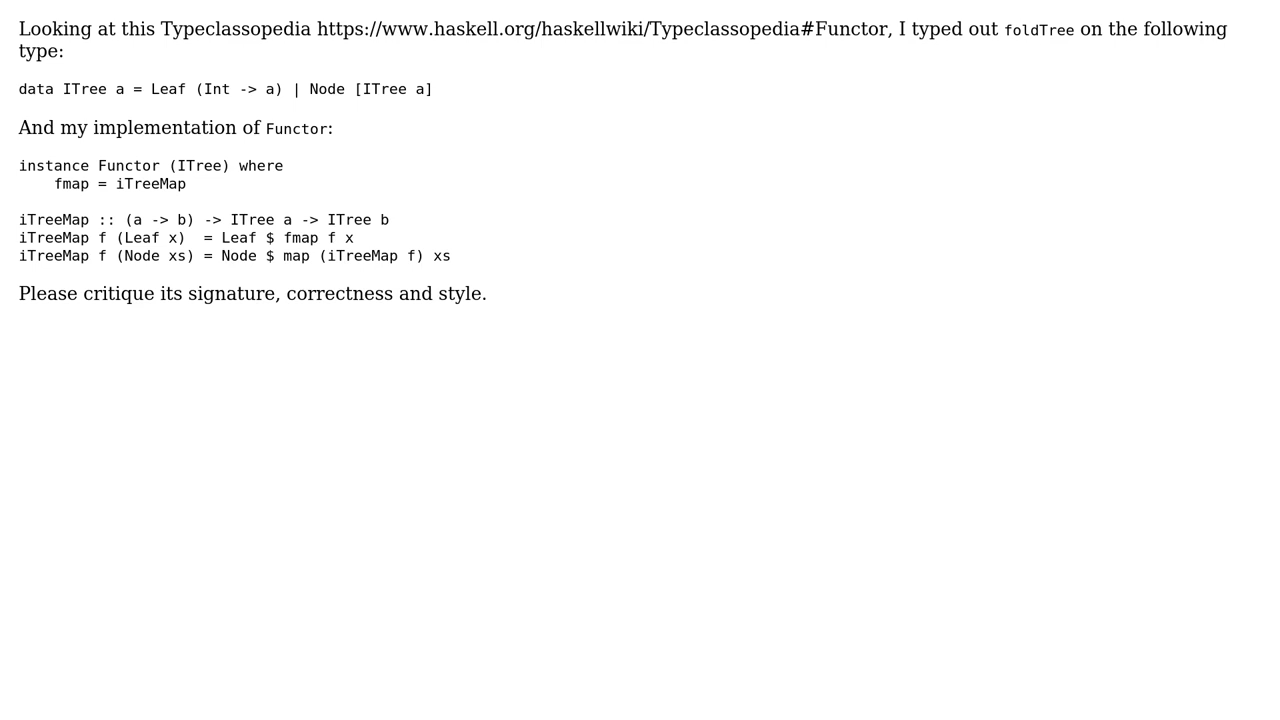 Looking at this Typeclassopedia https://www.haskell.org/haskellwiki/Typeclassopedia#Functor, I typed out foldTree on the following
type:
data ITree a = Leaf (Int -> a) | Node [ITree a]
And my implementation of Functor:
instance Functor (ITree) where
    fmap = iTreeMap
iTreeMap :: (a -> b) -> ITree a -> ITree b
iTreeMap f (Leaf x)  = Leaf $ fmap f x
iTreeMap f (Node xs) = Node $ map (iTreeMap f) xs
Please critique its signature, correctness and style.